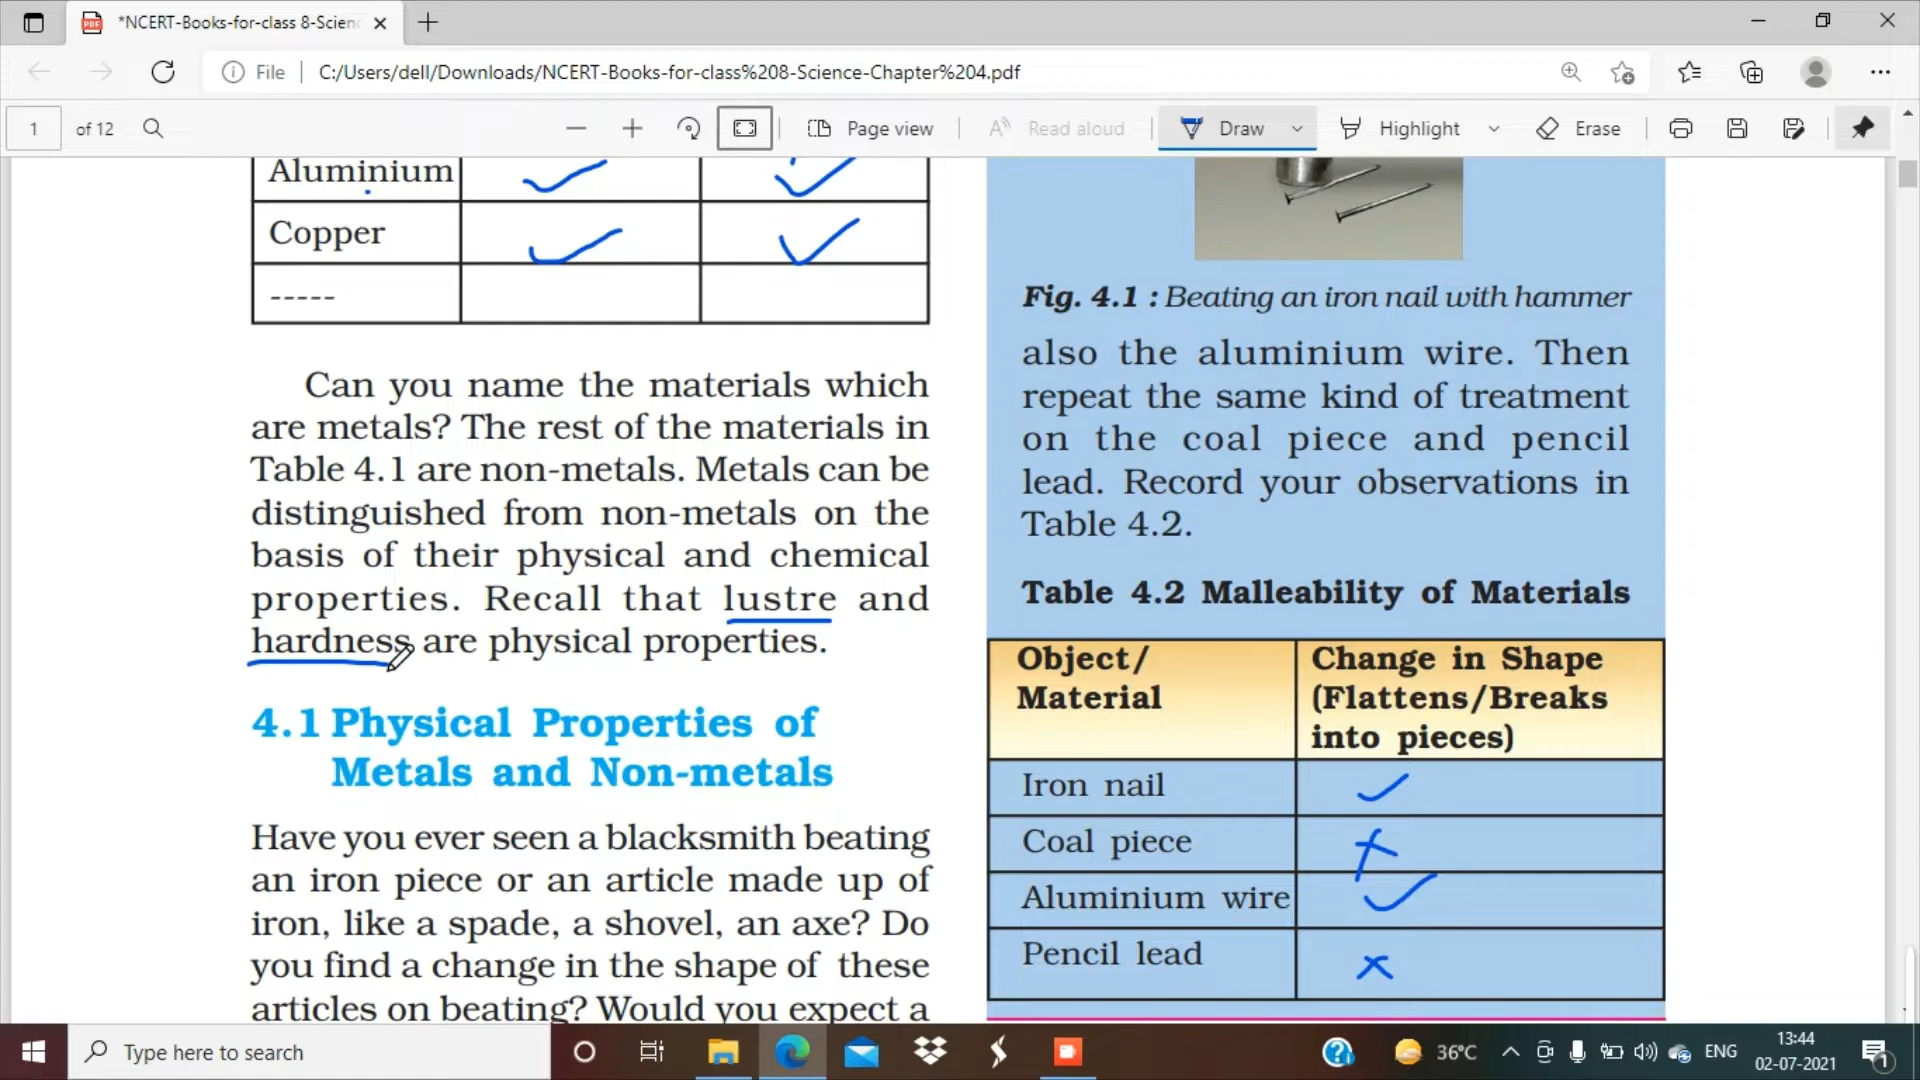 *NCERT-Books-for-class 8-Scien
File
C:/Users/dell/Downloads/NCERT-Books-for-class%208-Science-Chapter%204.pdf
1 of 12
Page view
Read aloud
Draw
Highlight
Erase
Aluminium
Copper
-----
Can you name the materials which
are metals? The rest of the materials in
Table 4.1 are non-metals. Metals can be
distinguished from non-metals on the
basis of their physical and chemical
properties. Recall that lustre and
hardness are physical properties.
4.1 Physical Properties of
Metals and Non-metals
Have you ever seen a blacksmith beating
an iron piece or an article made up of
iron, like a spade, a shovel, an axe? Do
you find a change in the shape of these
articles on beating? Would you expect a
Fig. 4.1 : Beating an iron nail with hammer
also the aluminium wire. Then
repeat the same kind of treatment
on the coal piece and pencil
lead. Record your observations in
Table 4.2.
Table 4.2 Malleability of Materials
Object/
Material
Change in Shape
(Flattens/Breaks
into pieces)
Iron nail
Coal piece
Aluminium wire
Pencil lead
Type here to search
36°C
ENG
13:44
02-07-2021
1